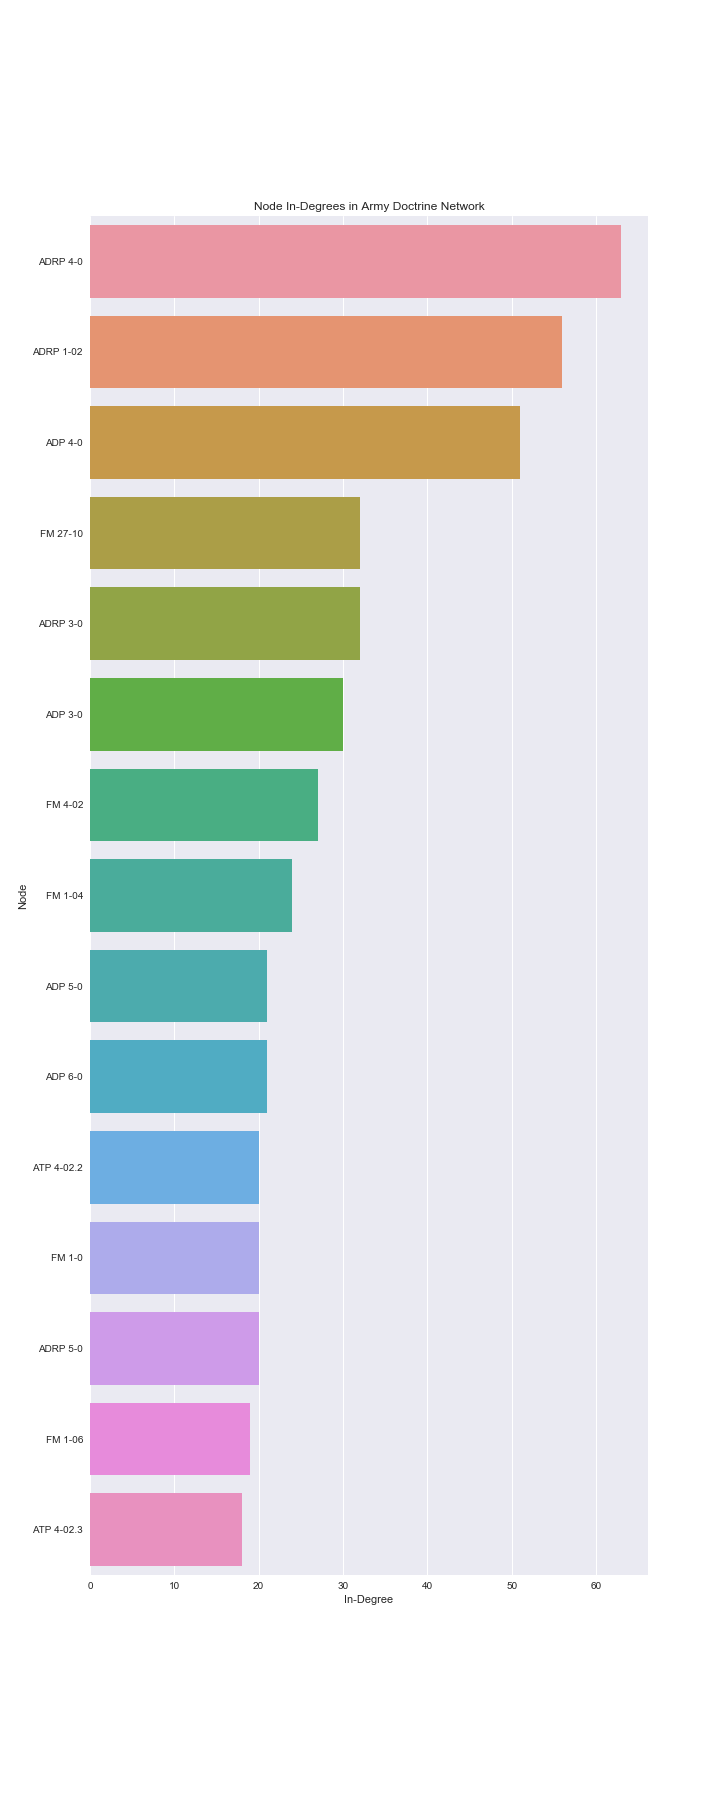 Node In-Degrees in Army Doctrine Network
ADRP 4-0
ADRP 1-02
ADP 4-0
FM 27-10
ADRP 3-0
ADP 3-0
FM 4-02
FM 1-04
ADP 5-0
ADP 6-0
ATP 4-02.2
FM 1-0
ADRP 5-0
FM 1-06
ATP 4-02.3
Node
0 10 20 30 40 50 60
In-Degree